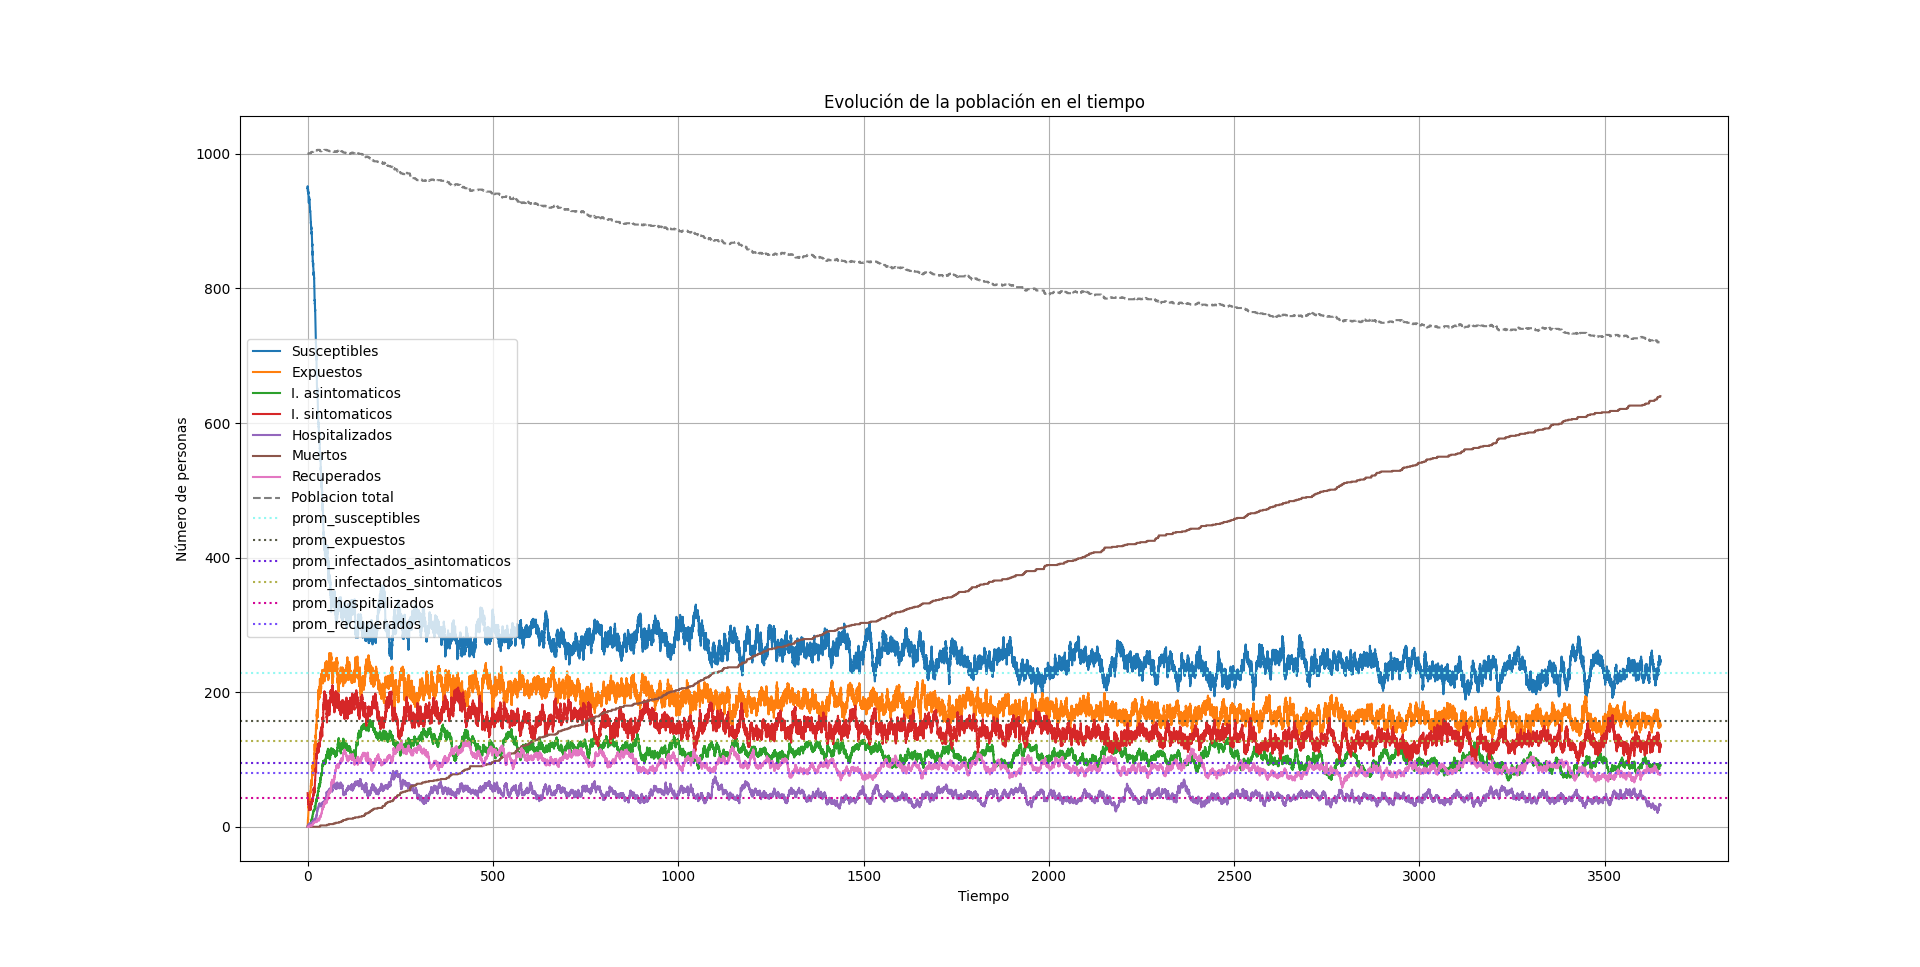 Evolución de la población en el tiempo
Número de personas
1000
800
600
400
200
0
Susceptibles
Expuestos
I. asintomaticos
I. sintomaticos
Hospitalizados
Muertos
Recuperados
Poblacion total
prom_susceptibles
prom_expuestos
prom_infectados_asintomaticos
prom_infectados_sintomaticos
prom_hospitalizados
prom_recuperados
0 500 1000 1500 2000 2500 3000 3500
Tiempo